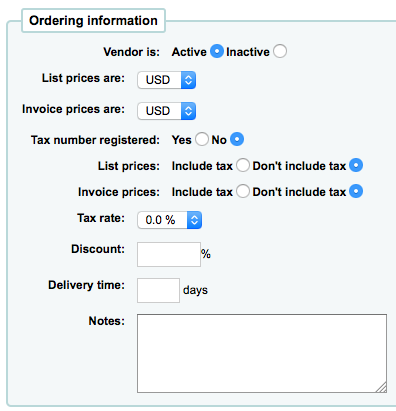 Ordering information
Vendor is: Active Inactive
List prices are: USD
Invoice prices are: USD
Tax number registered: Yes No
List prices: Include tax Don't include tax
Invoice prices: Include tax Don't include tax
Tax rate: 0.0 %
Discount: %
Delivery time: days
Notes: